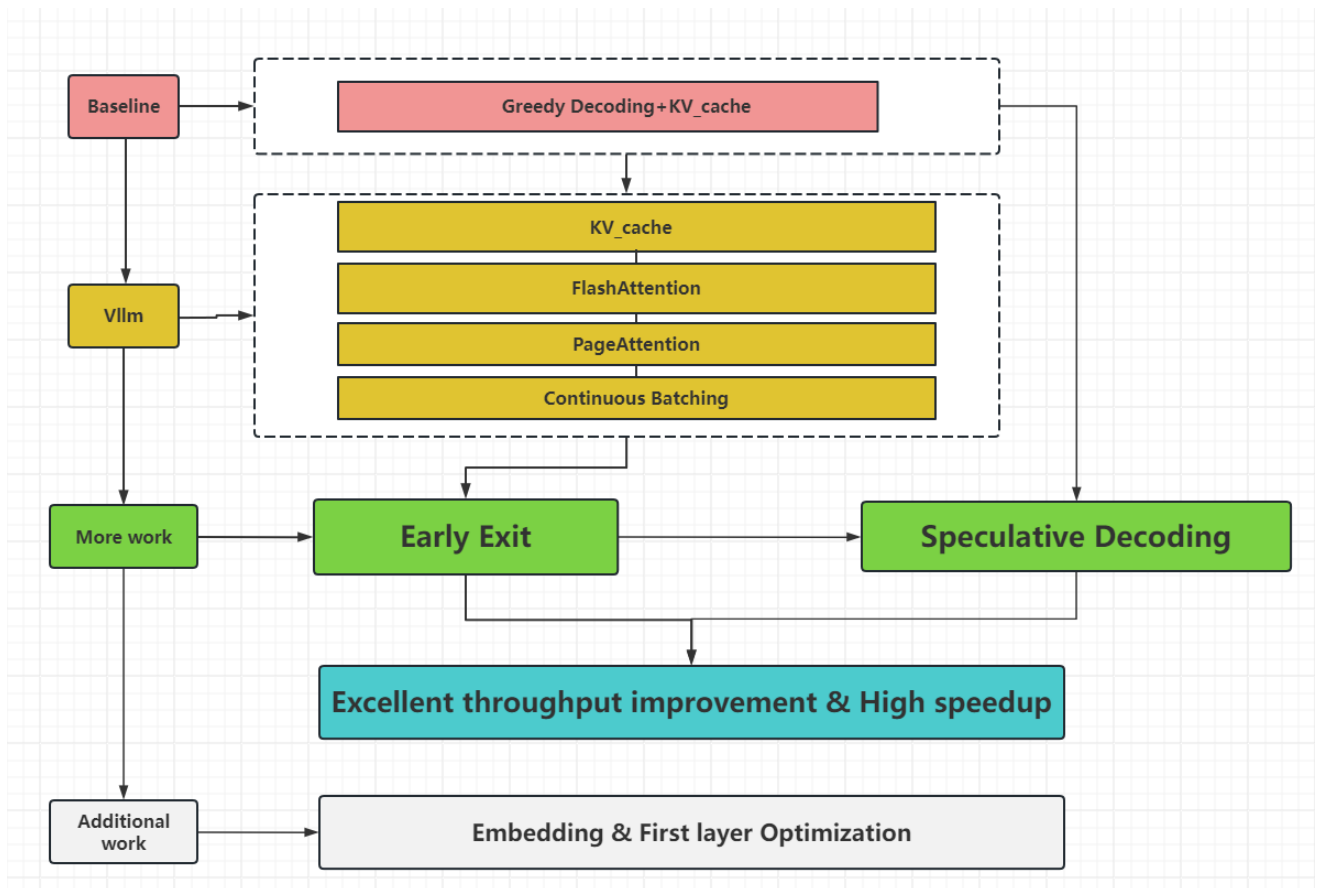 Baseline
Greedy Decoding+KV_cache
KV_cache
FlashAttention
Vllm
PageAttention
Continuous Batching
More work
Early Exit
Speculative Decoding
Excellent throughput improvement & High speedup
Additional
work
Embedding & First layer Optimization